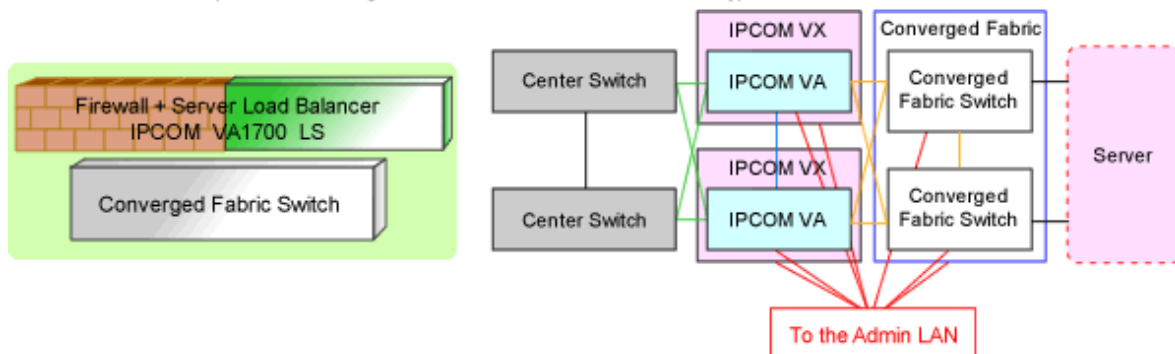 Firewall + Server Load Balancer
IPCOM VA1700 LS
Converged Fabric Switch
Center Switch
Center Switch
IPCOM VX
IPCOM VA
IPCOM VX
IPCOM VA
Converged Fabric
Converged
Fabric Switch
Converged
Fabric Switch
Server
To the Admin LAN